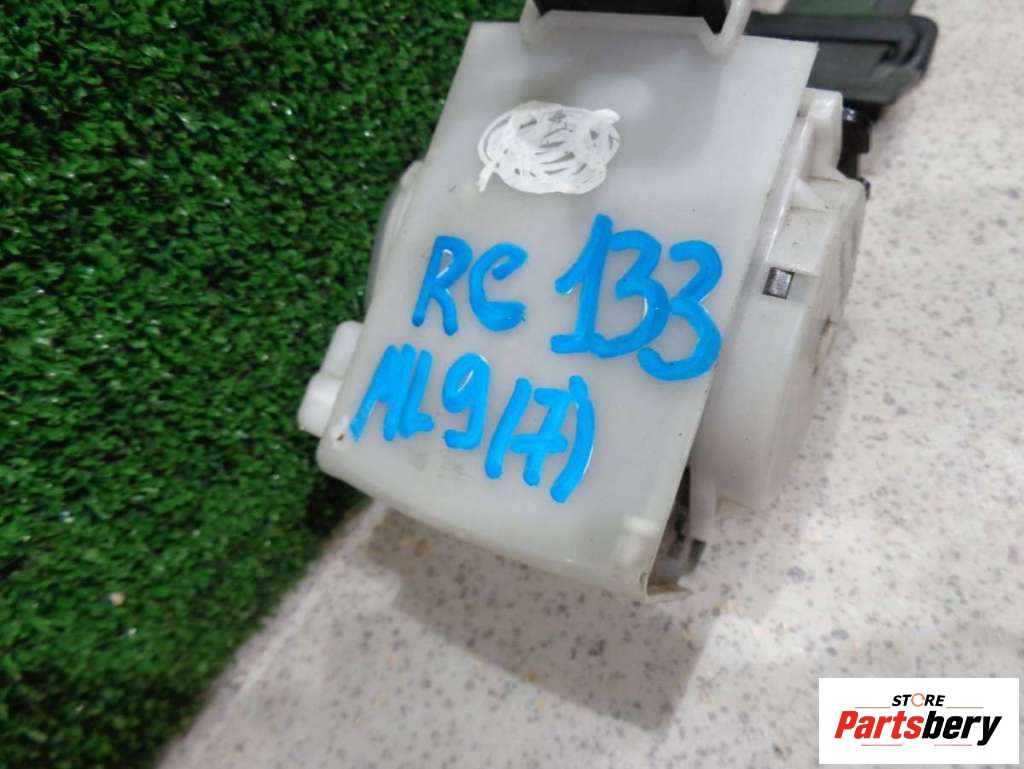 RC 133
ML9(7)
STORE
Partsbery